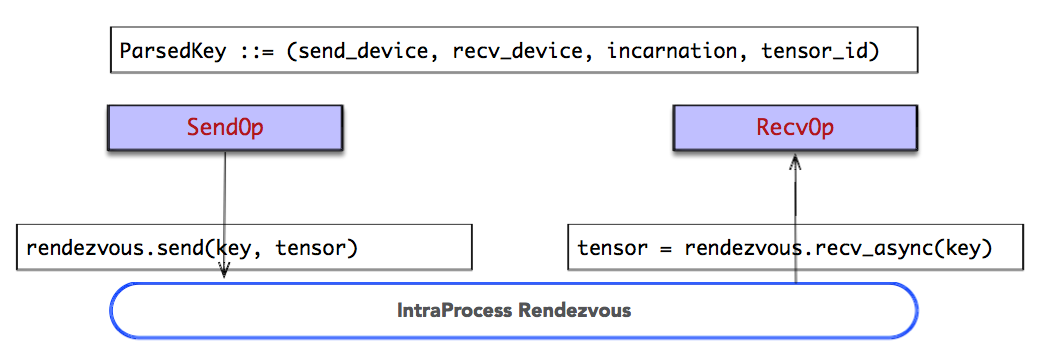 ParsedKey ::= (send_device, recv_device, incarnation, tensor_id)
SendOp
RecvOp
rendezvous.send(key, tensor)
tensor = rendezvous.recv_async(key)
IntraProcess Rendezvous